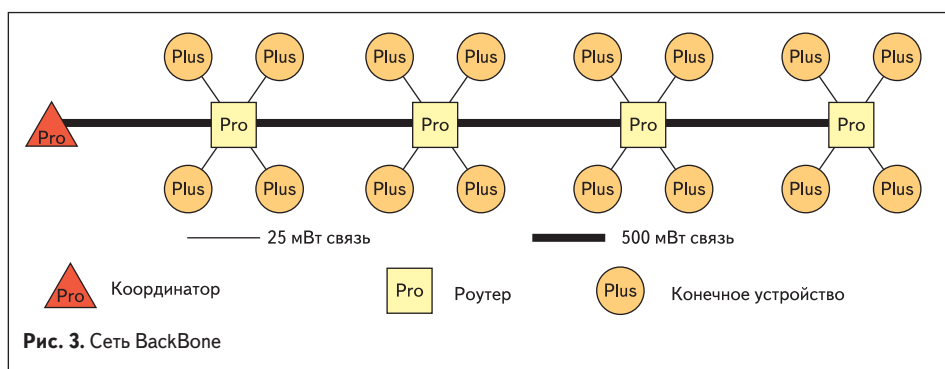 Plus Plus Plus Plus Plus Plus Plus Plus
Pro Pro Pro Pro Pro
Plus Plus Plus Plus Plus Plus Plus Plus
25 мВт связь 500 мВт связь
Pro Координатор Pro Роутер Plus Конечное устройство
Рис. 3. Сеть BackBone